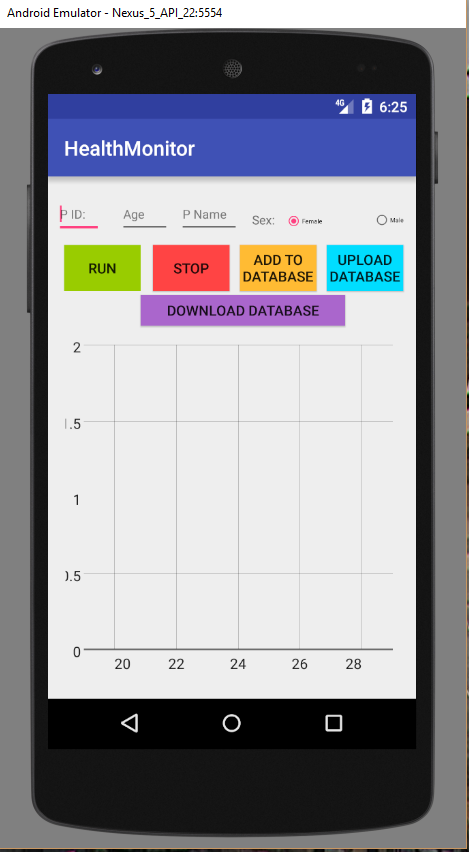 Android Emulator - Nexus_5_API_22:5554
4G 6:25
HealthMonitor
P ID: Age P Name Sex: Female Male
RUN STOP ADD TO DATABASE UPLOAD DATABASE
DOWNLOAD DATABASE
2
1.5
1
0.5
0
20 22 24 26 28